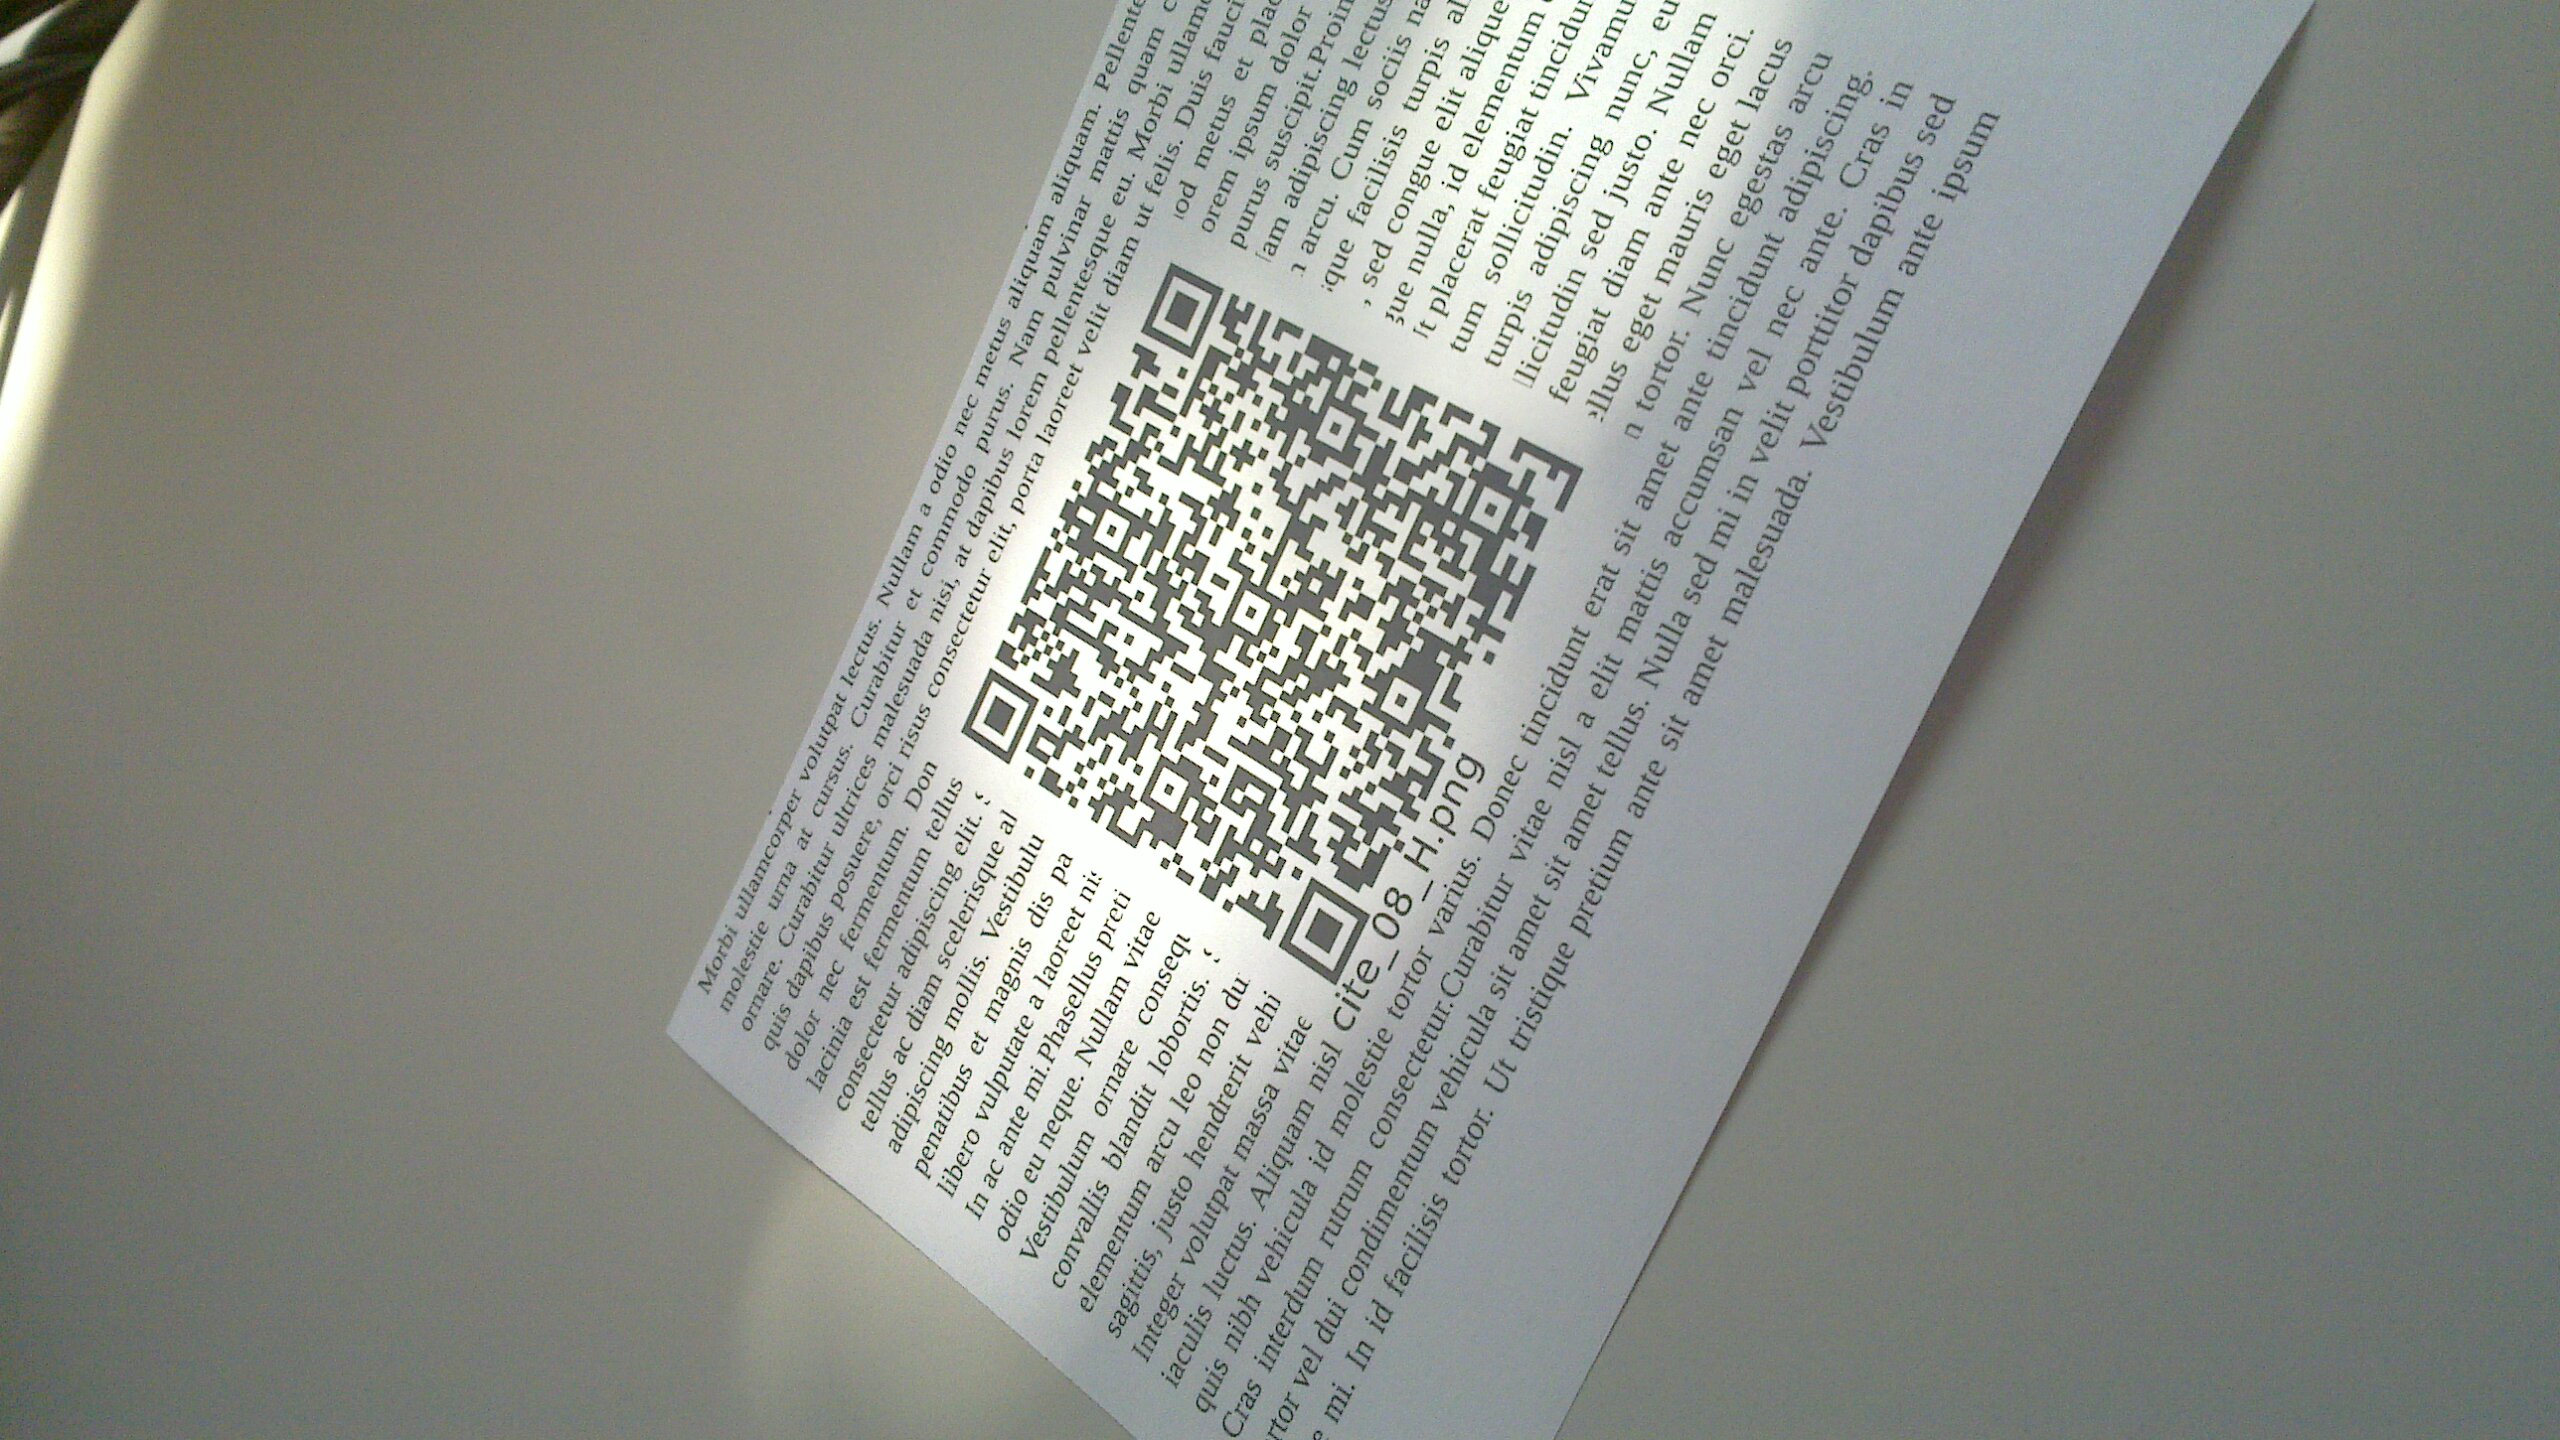 Morbi ullamcorper volutpat lectus. Nullam a odio nec metus aliquam aliquam. Pellente
molestie urna at cursus. Curabitur et commodo purus. Nam pulvinar mattis quam
ornare. Curabitur ultrices malesuada nisi, at dapibus lorem pellentesque eu. Morbi ullamc
quis dapibus posuere, orci risus consectetur elit, porta laoreet velit diam ut felis. Duis fauci
dolor nec fermentum. Don
lacinia est fermentum tellus
consectetur adipiscing elit.
tellus ac diam scelerisque al
adipiscing mollis. Vestibulu
penatibus et magnis dis pa
libero vulputate a laoreet nis
In ac ante mi.Phasellus preti
odio eu neque. Nullam vitae
Vestibulum ornare consequ
convallis blandit lobortis.
elementum arcu leo non du
sagittis, justo hendrerit vehi
Integer volutpat massa vitae
iaculis luctus. Aliquam nisl
cite_08_H.png
od metus et plac
orem ipsum dolor
purus suscipit.Proin
am adipiscing lectus
n arcu. Cum sociis na
que facilisis turpis al
, sed congue elit alique
gue nulla, id elementum
t placerat feugiat tincidun
tum sollicitudin. Vivamu
turpis adipiscing nunc, eu
llicitudin sed justo. Nullam
feugiat diam ante nec orci.
ellus eget mauris eget lacus
n tortor. Nunc egestas arcu
quis nibh vehicula id molestie tortor varius. Donec tincidunt erat sit amet ante tincidunt adipiscing.
Cras interdum rutrum consectetur.Curabitur vitae nisl a elit mattis accumsan vel nec ante. Cras in
rtor vel dui condimentum vehicula sit amet sit amet tellus. Nulla sed mi in velit porttitor dapibus sed
e mi. In id facilisis tortor. Ut tristique pretium ante sit amet malesuada. Vestibulum ante ipsum